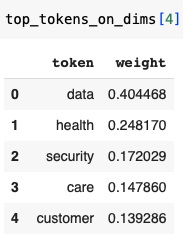 top_tokens_on_dims[4]
token weight
0 data 0.404468
1 health 0.248170
2 security 0.172029
3 care 0.147860
4 customer 0.139286